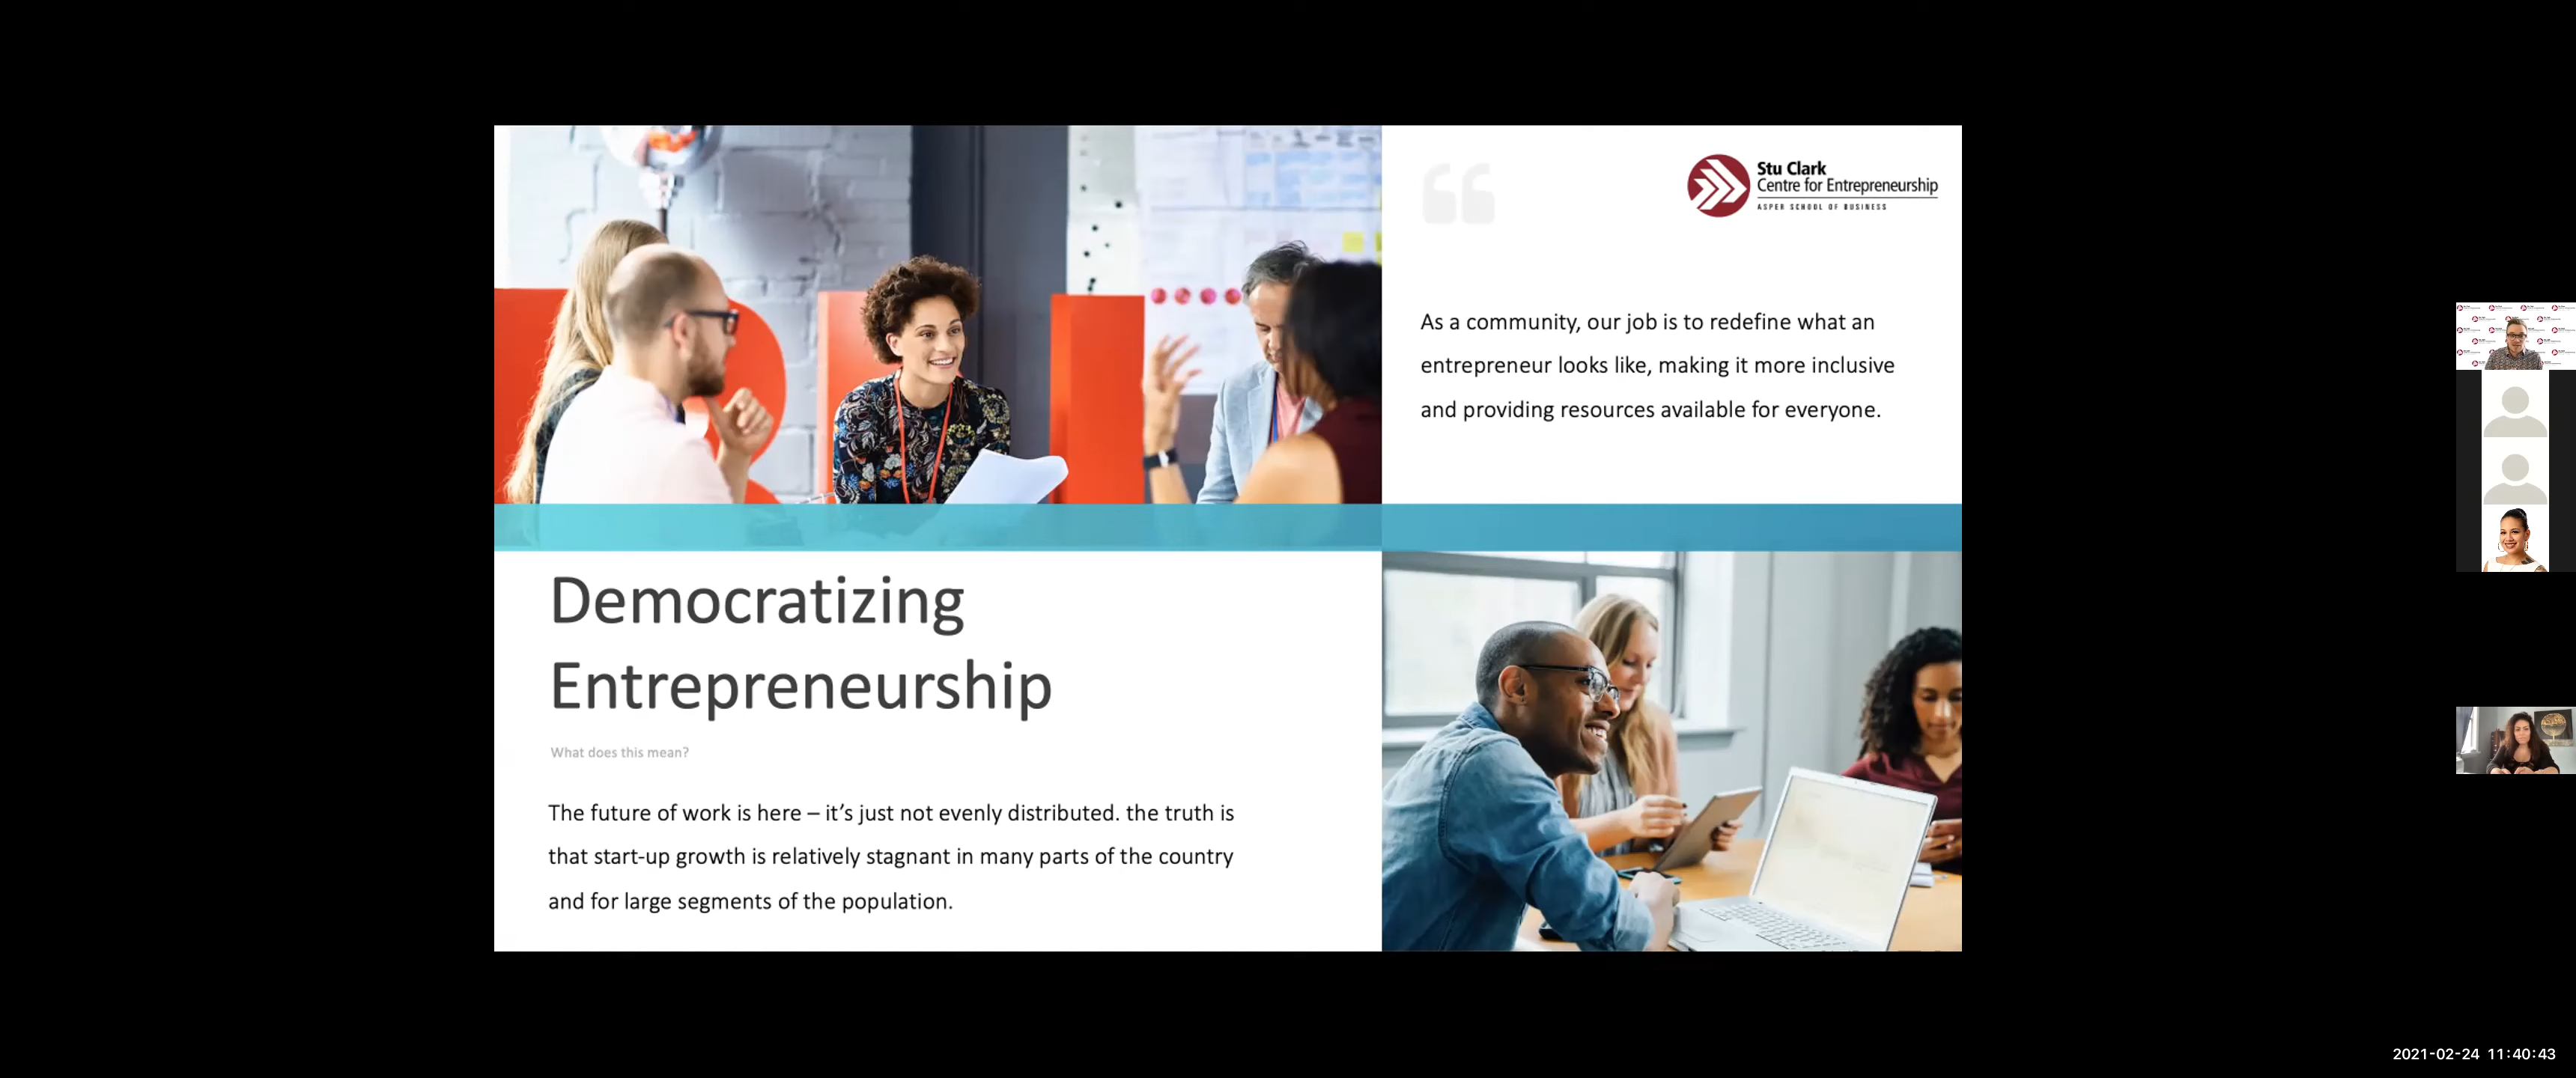 Stu Clark
Centre for Entrepreneurship
ASPER SCHOOL OF BUSINESS
As a community, our job is to redefine what an
entrepreneur looks like, making it more inclusive
and providing resources available for everyone.
Democratizing
Entrepreneurship
What does this mean?
The future of work is here – it's just not evenly distributed. the truth is
that start-up growth is relatively stagnant in many parts of the country
and for large segments of the population.
2021-02-24 11:40:43